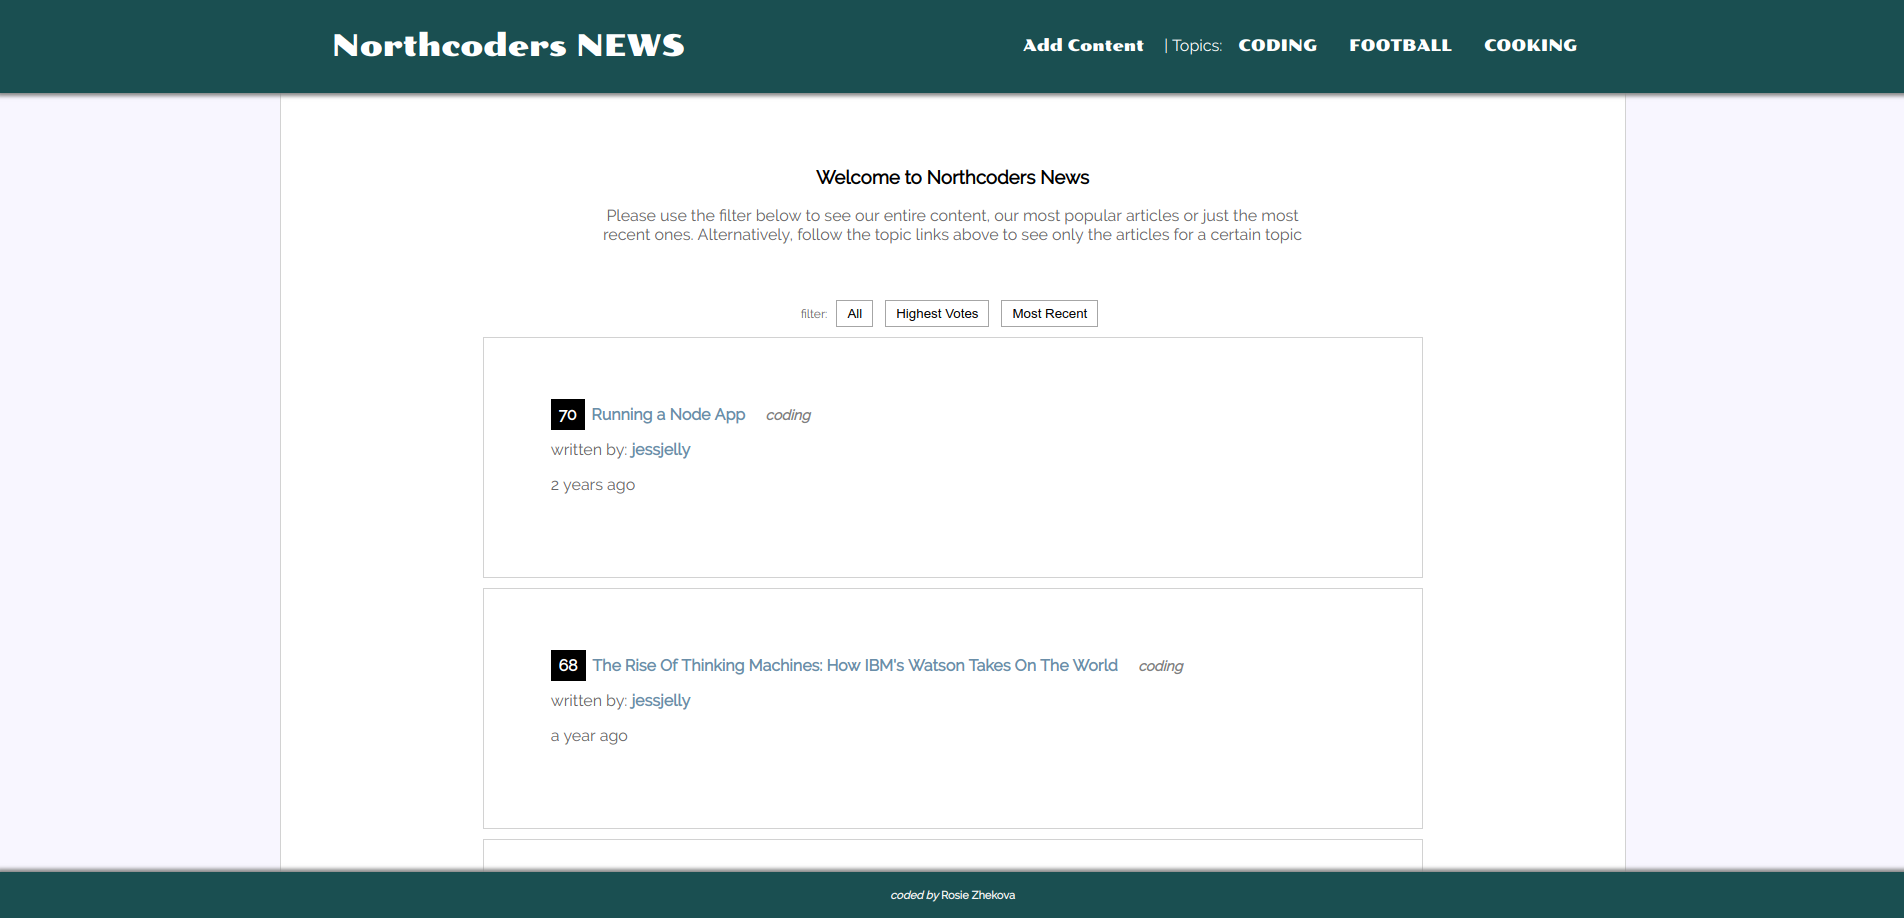 Northcoders NEWS
Add Content | Topics: CODING FOOTBALL COOKING
Welcome to Northcoders News
Please use the filter below to see our entire content, our most popular articles or just the most
recent ones. Alternatively, follow the topic links above to see only the articles for a certain topic
filter: All Highest Votes Most Recent
70 Running a Node App coding
written by: jessjelly
2 years ago
68 The Rise Of Thinking Machines: How IBM's Watson Takes On The World coding
written by: jessjelly
a year ago
coded by Rosie Zhekova